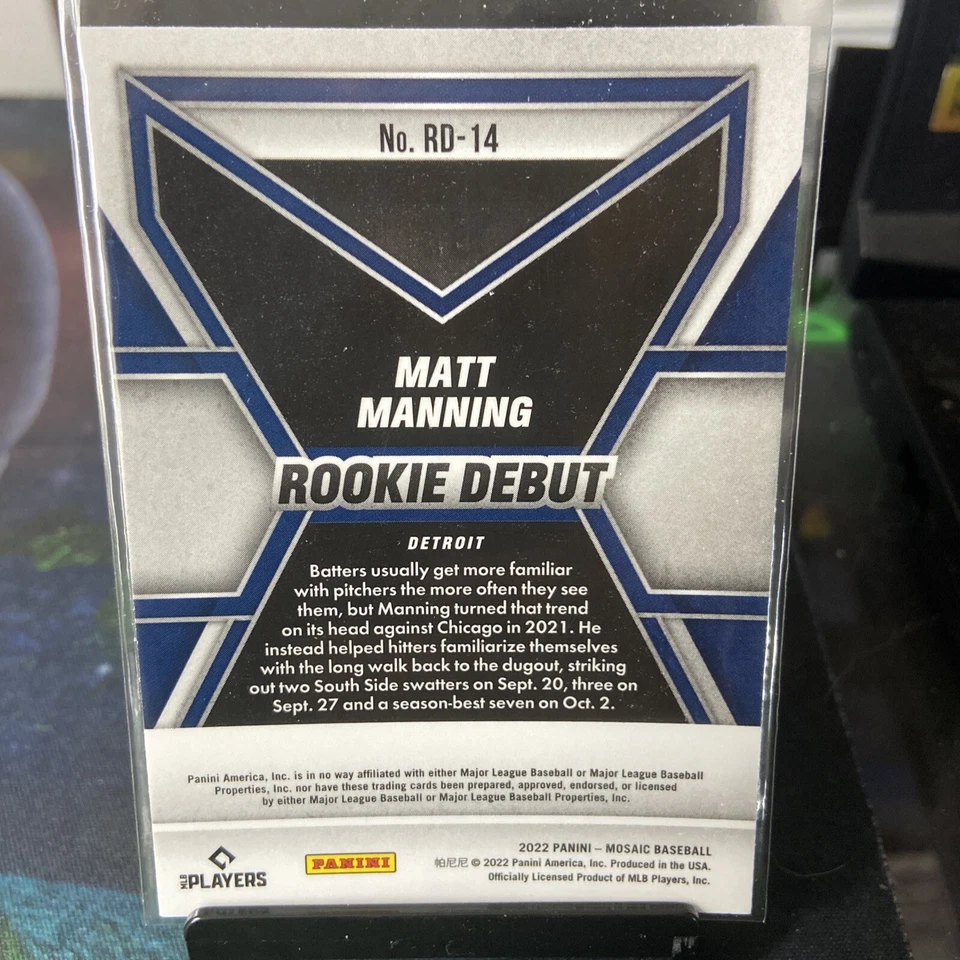 No. RD-14
MATT
MANNING
ROOKIE DEBUT
DETROIT
Batters usually get more familiar
with pitchers the more often they see
them, but Manning turned that trend
on its head against Chicago in 2021. He
instead helped hitters familiarize themselves
with the long walk back to the dugout, striking
out two South Side swatters on Sept. 20, three on
Sept. 27 and a season-best seven on Oct. 2.
Panini America, Inc. is in no way affiliated with either Major League Baseball or Major League Baseball
Properties, Inc. nor have these trading cards been prepared, approved, endorsed, or licensed
by either Major League Baseball or Major League Baseball Properties, Inc.
MLB PLAYERS
PANINI
2022 PANINI – MOSAIC BASEBALL
帕尼尼 © 2022 Panini America, Inc. Produced in the USA.
Officially Licensed Product of MLB Players, Inc.